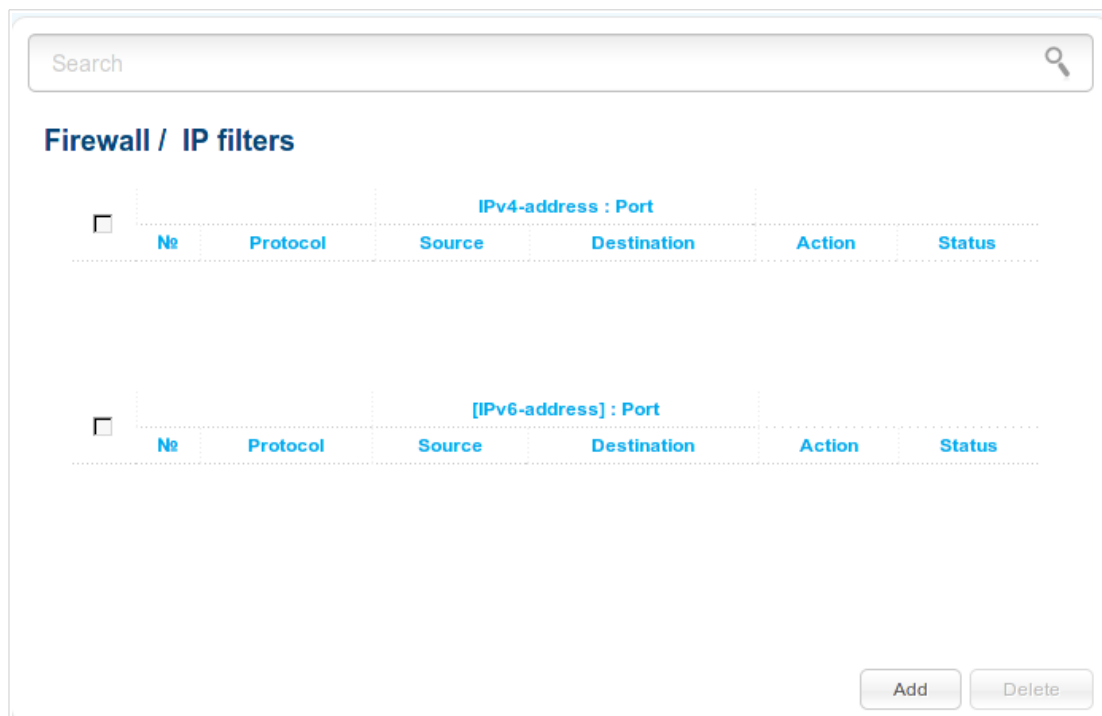 Search
Firewall / IP filters
IPv4-address : Port
№ Protocol Source Destination Action Status
[IPv6-address] : Port
№ Protocol Source Destination Action Status
Add Delete